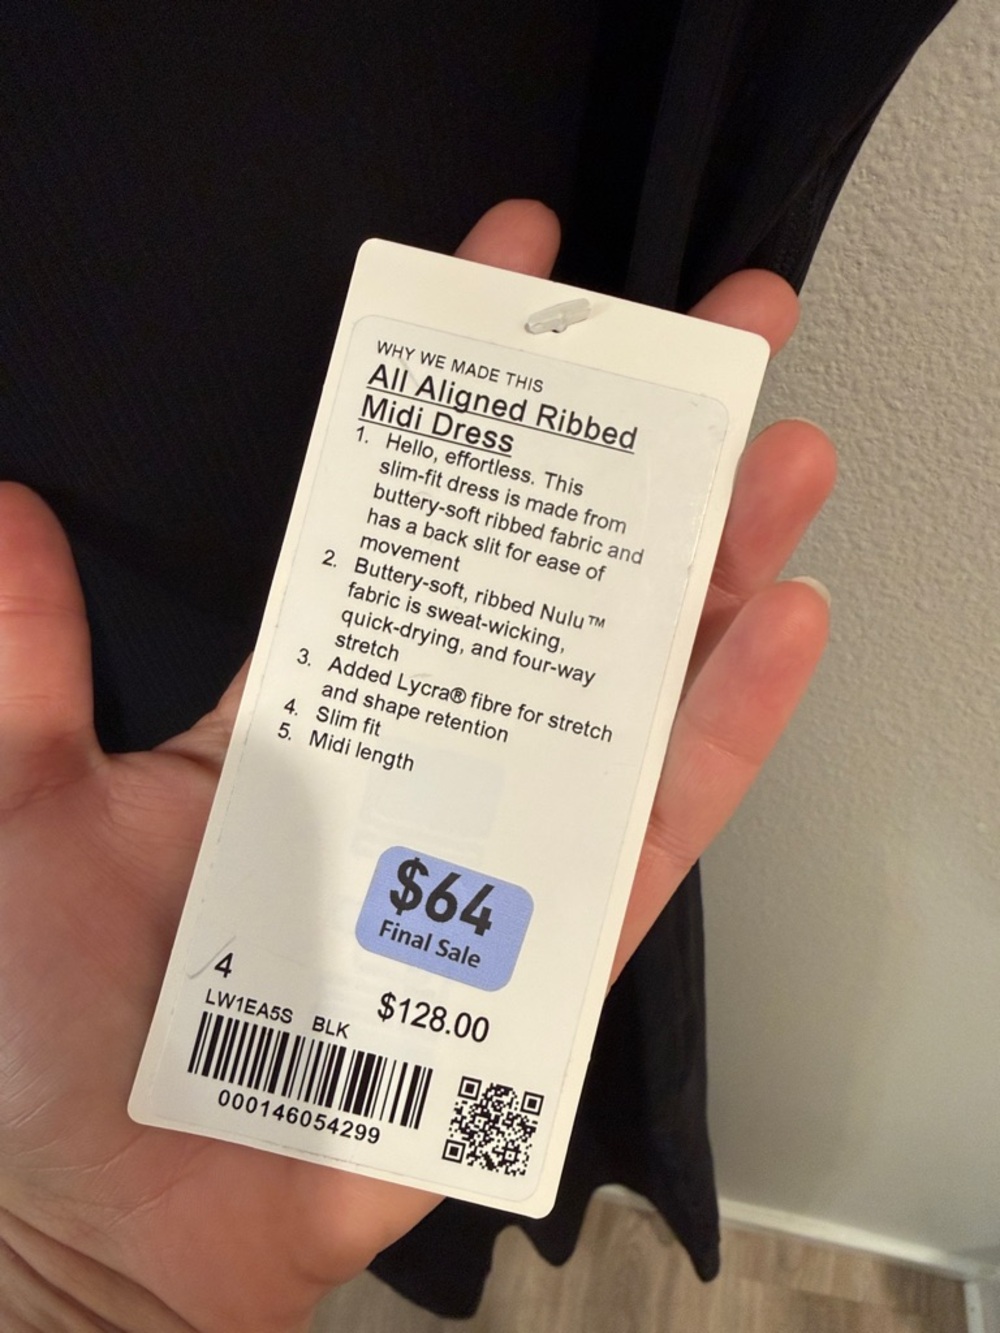 WHY WE MADE THIS
All Aligned Ribbed
Midi Dress
1. Hello, effortless. This
slim-fit dress is made from
buttery-soft ribbed fabric and
has a back slit for ease of
movement
2. Buttery-soft, ribbed Nulu™
fabric is sweat-wicking,
quick-drying, and four-way
stretch
3. Added Lycra® fibre for stretch
and shape retention
4. Slim fit
5. Midi length
$64
Final Sale
4
$128.00
LW1EA5S BLK
000146054299